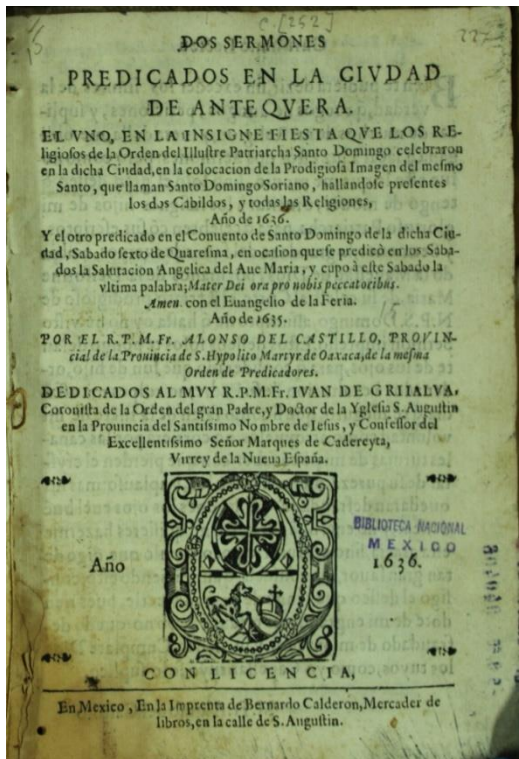 C. [252]
227
DOS SERMONES
PREDICADOS EN LA CIVDAD
DE ANTEQVERA.
EL VNO, EN LA INSIGNE FIESTA QVE LOS RE-
ligiosos de la Orden del Illustre Patriarcha Santo Domingo celebraron
en la dicha Ciudad, en la colocacion de la Prodigiosa Imagen del mesmo
Santo, que llaman Santo Domingo Soriano, hallandose presentes
los dos Cabildos, y todas las Religiones,
Año de 1636.
Y el otro predicado en el Conuento de Santo Domingo de la dicha Ciu-
dad, Sabado sexto de Quaresma, en ocasion que se predicò en los Saba-
dos la Salutacion Angelica del Aue Maria, y cupo à este Sabado la
vltima palabra; Mater Dei ora pro nobis peccatoribus.
Amen. con el Euangelio de la Feria.
Año de 1635.
POR EL R.P.M.Fr. ALONSO DEL CASTILLO, PROVIN-
cial de la Prouincia de S. Hypolito Martyr de Oaxaca, de la mesma
Orden de Predicadores.
DEDICADOS AL MVY R.P.M.Fr. IVAN DE GRIIALVA,
Coronista de la Orden del gran Padre, y Doctor de la Yglesia S. Augustin
en la Prouincia del Santissimo Nombre de Iesus, y Confessor del
Excellentissimo Señor Marques de Cadereyta,
Virrey de la Nueua España.
BIBLIOTECA NACIONAL
MEXICO
Año 1636.
CON LICENCIA,
En Mexico, En la Imprenta de Bernardo Calderon, Mercader de
libros, en la calle de S. Augustin.